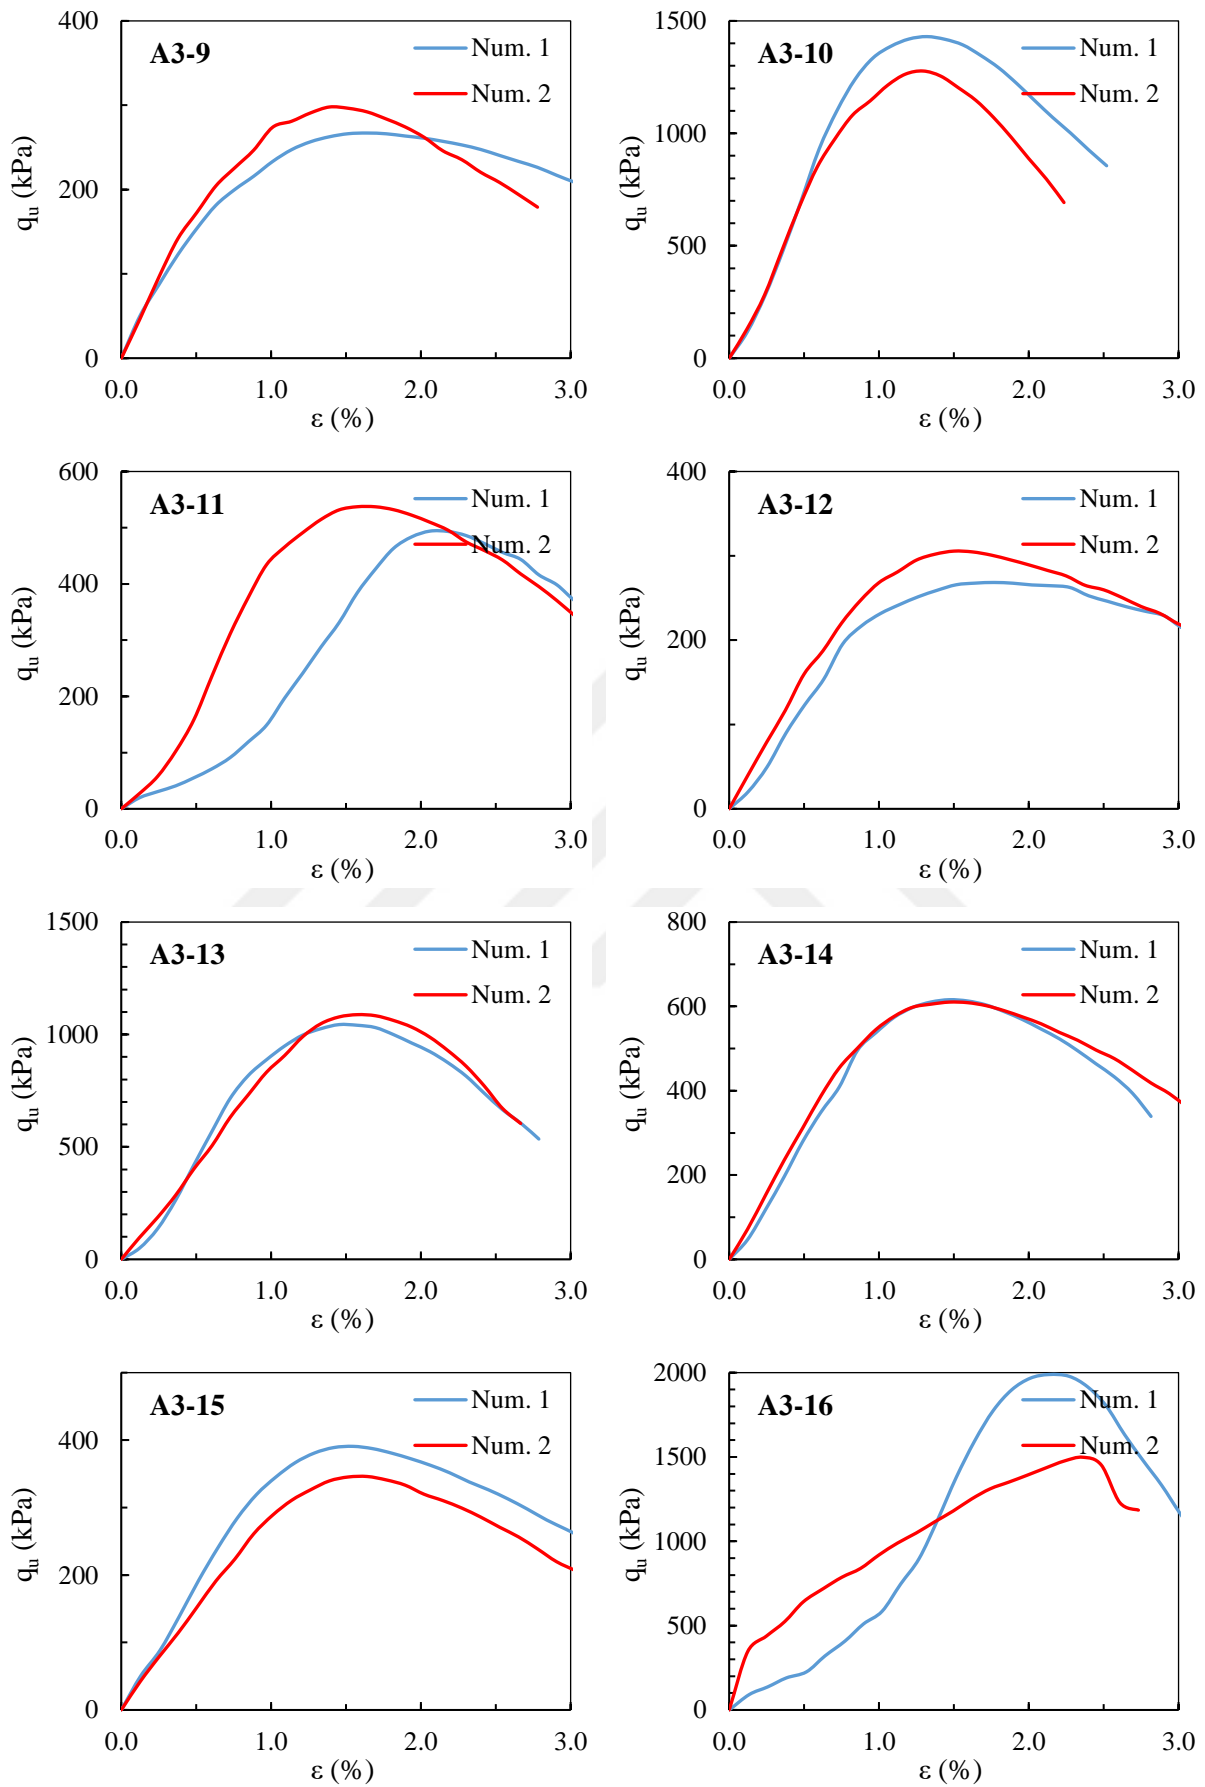 A3-9
Num. 1
Num. 2
400
200
0
0.0 1.0 2.0 3.0
qu (kPa)
ε (%)
A3-10
Num. 1
Num. 2
1500
1000
500
0
0.0 1.0 2.0 3.0
qu (kPa)
ε (%)
A3-11
Num. 1
Num. 2
600
400
200
0
0.0 1.0 2.0 3.0
qu (kPa)
ε (%)
A3-12
Num. 1
Num. 2
400
200
0
0.0 1.0 2.0 3.0
qu (kPa)
ε (%)
A3-13
Num. 1
Num. 2
1500
1000
500
0
0.0 1.0 2.0 3.0
qu (kPa)
ε (%)
A3-14
Num. 1
Num. 2
800
600
400
200
0
0.0 1.0 2.0 3.0
qu (kPa)
ε (%)
A3-15
Num. 1
Num. 2
400
200
0
0.0 1.0 2.0 3.0
qu (kPa)
ε (%)
A3-16
Num. 1
Num. 2
2000
1500
1000
500
0
0.0 1.0 2.0 3.0
qu (kPa)
ε (%)